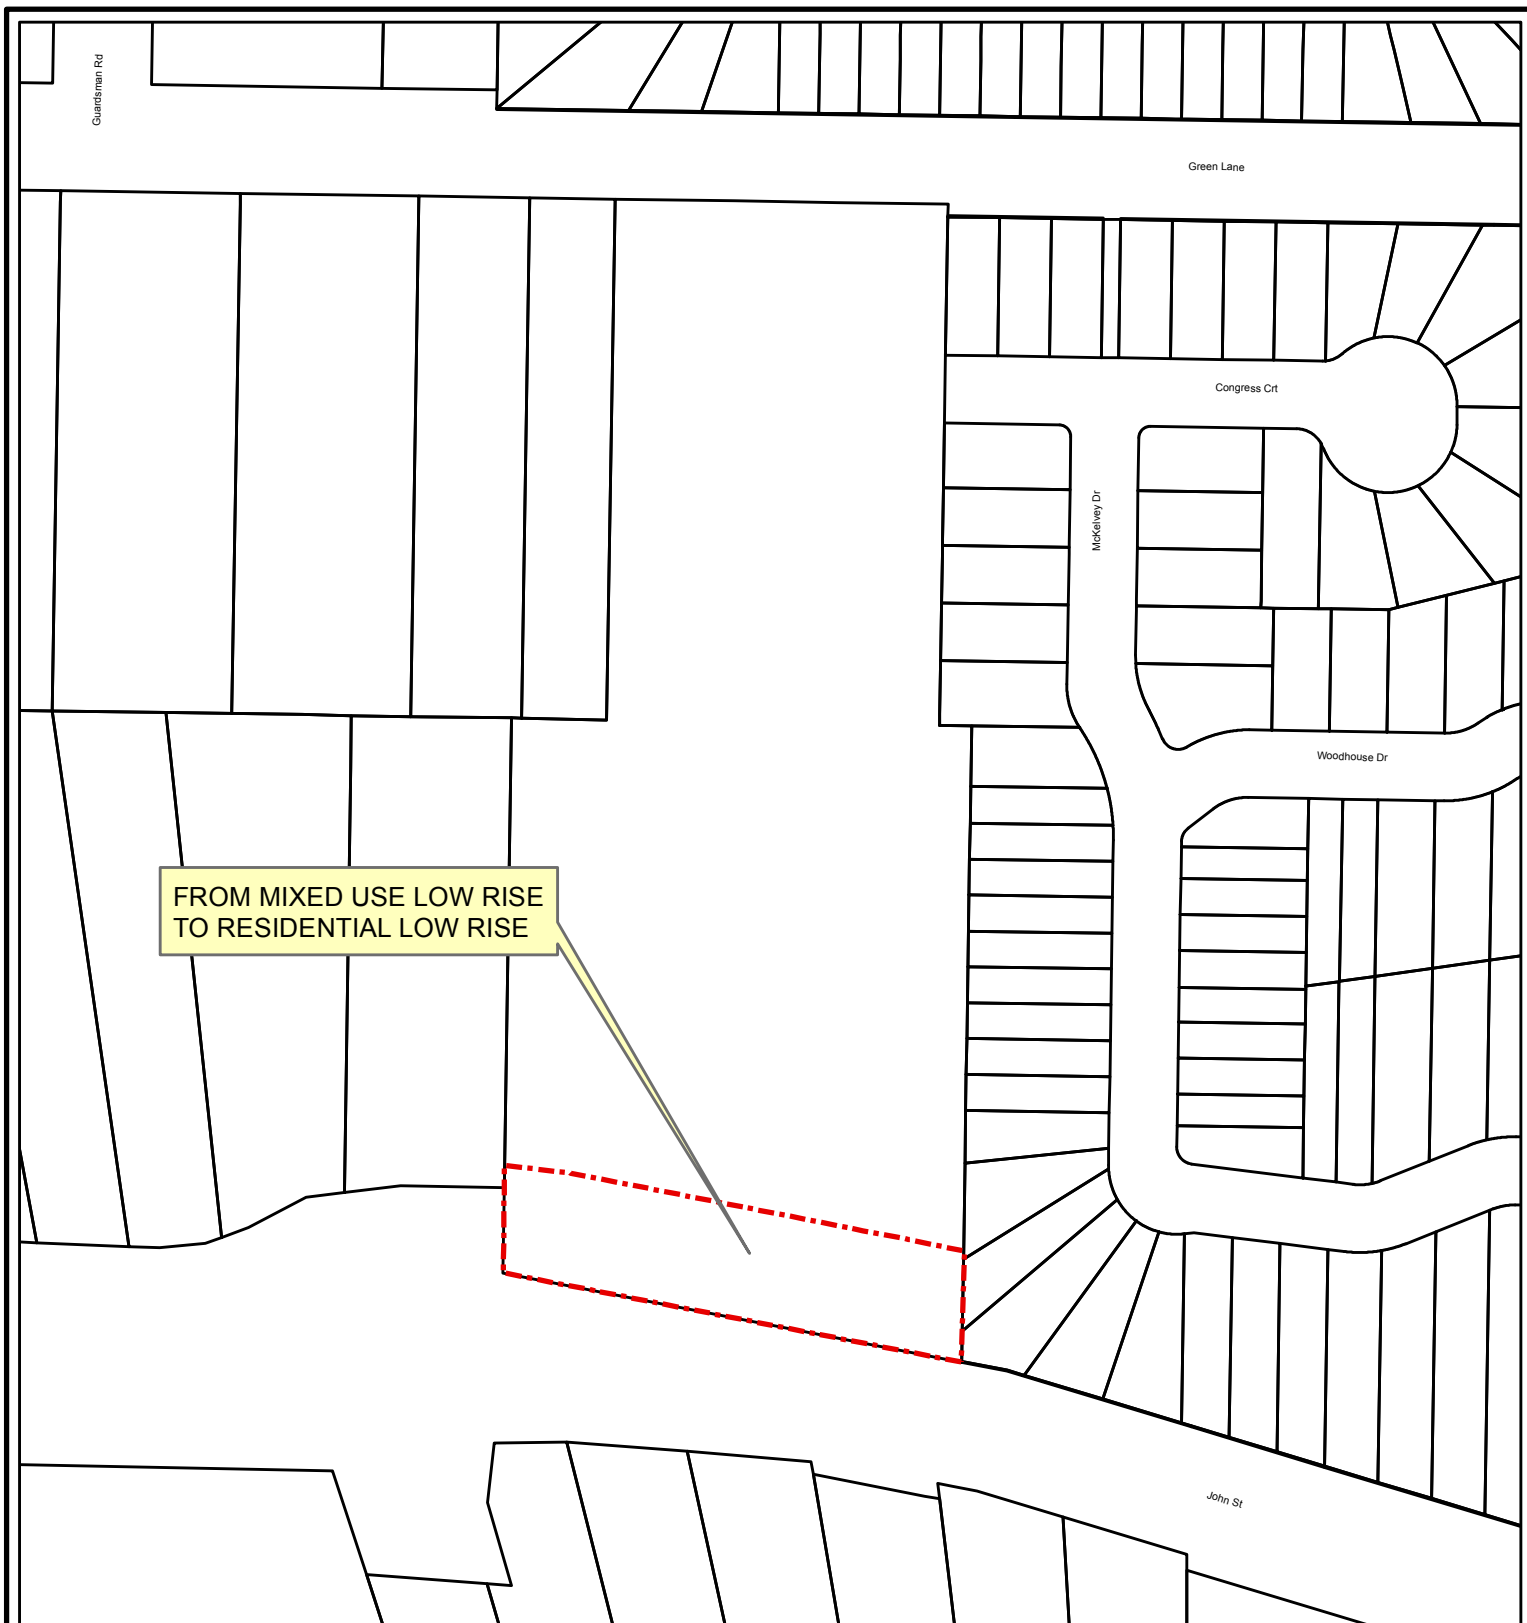 Guardsman Rd
Green Lane
Congress Crt
McKelvey Dr
Woodhouse Dr
FROM MIXED USE LOW RISE
TO RESIDENTIAL LOW RISE
John St